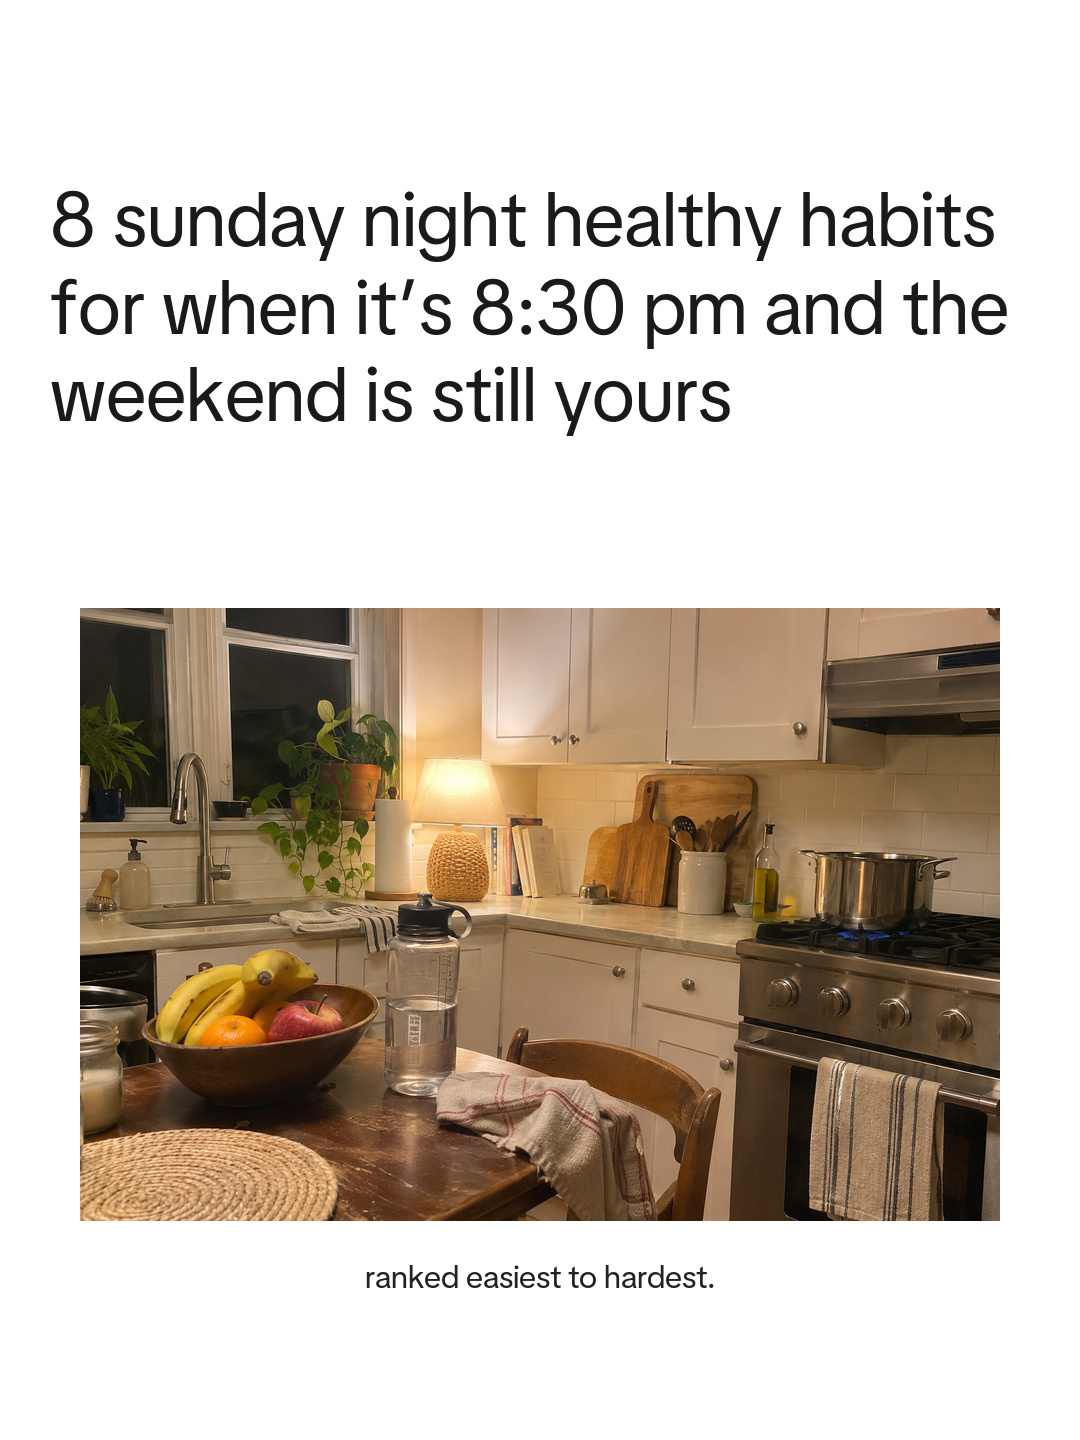 8 sunday night healthy habits
for when it’s 8:30 pm and the
weekend is still yours
ranked easiest to hardest.